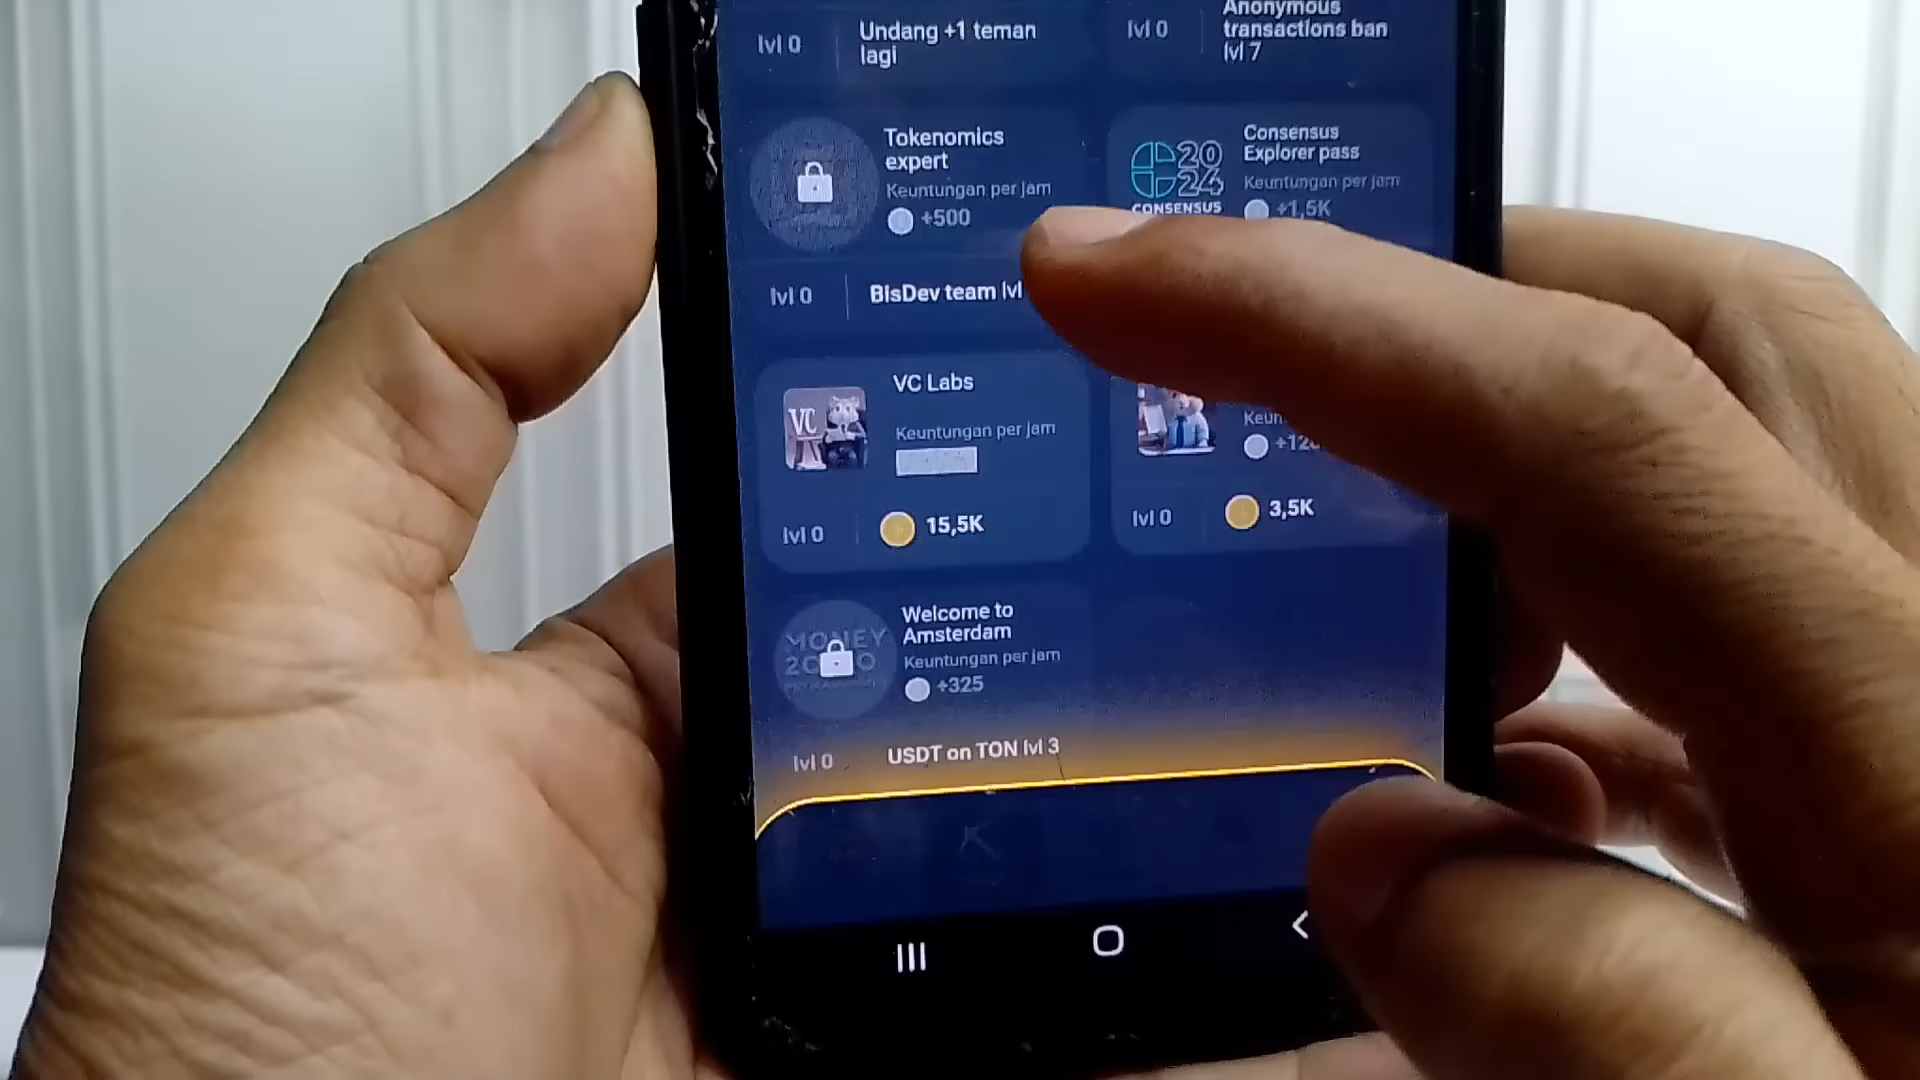 lvl 0
Undang +1 teman
lagi
lvl 0
Anonymous
transactions ban
lvl 7
Tokenomics
expert
Keuntungan per jam
+500
lvl 0
BisDev team lvl
2024
CONSENSUS
Consensus
Explorer pass
Keuntungan per jam
+1,5K
VC
VC Labs
Keuntungan per jam
lvl 0
15,5K
Keun
lvl 0
3,5K
MONEY
Welcome to
Amsterdam
Keuntungan per jam
+325
lvl 0
USDT on TON lvl 3